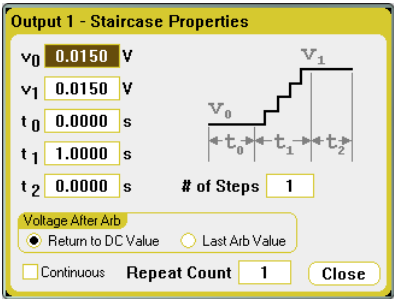 Output 1 - Staircase Properties
v0 0.0150 V
v1 0.0150 V
t 0 0.0000 s
t 1 1.0000 s
t 2 0.0000 s
V0
V1
t0 t1 t2
# of Steps 1
Voltage After Arb
Return to DC Value Last Arb Value
Continuous Repeat Count 1 Close